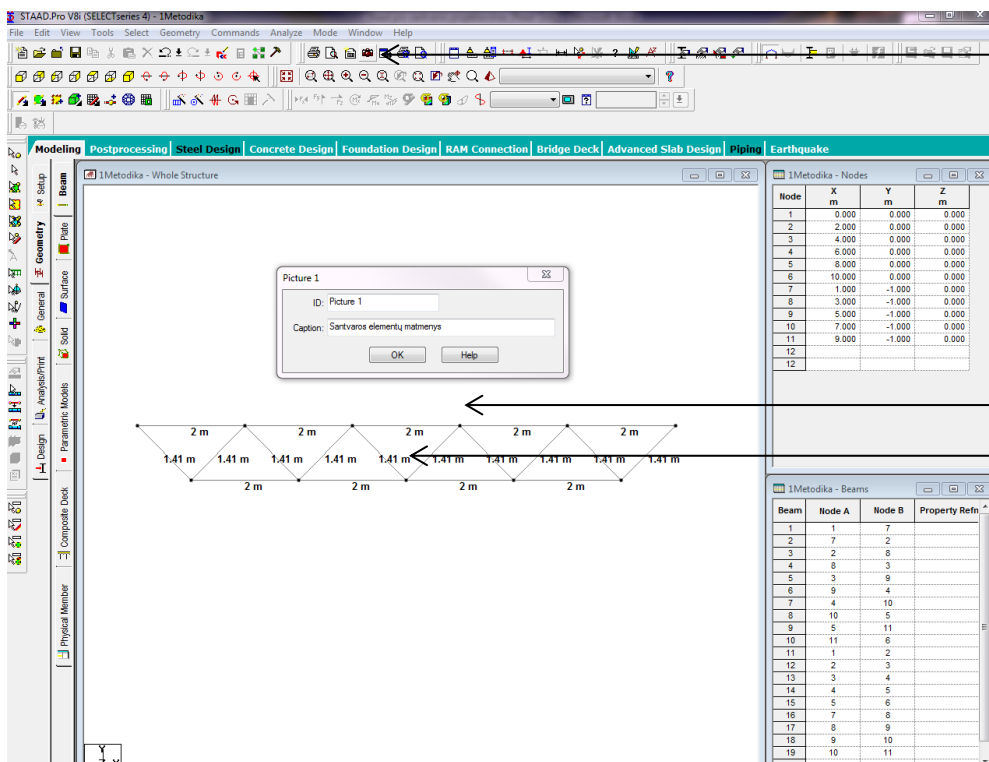 STAAD.Pro V8i (SELECTseries 4) - 1Metodika
File Edit View Tools Select Geometry Commands Analyze Mode Window Help
Modeling Postprocessing Steel Design Concrete Design Foundation Design RAM Connection Bridge Deck Advanced Slab Design Piping Earthquake
Setup
Geometry
General
Analysis/Print
Design
Beam
Plate
Surface
Solid
Parametric Models
Composite Deck
Physical Member
1Metodika - Whole Structure
Picture 1
ID: Picture 1
Caption: Santvaros elementų matmenys
OK Help
2 m 2 m 2 m 2 m 2 m
1.41 m 1.41 m 1.41 m 1.41 m 1.41 m 1.41 m 1.41 m 1.41 m 1.41 m 1.41 m
2 m 2 m 2 m 2 m
Y
X
1Metodika - Nodes
Node X Y Z
m m m
1 0.000 0.000 0.000
2 2.000 0.000 0.000
3 4.000 0.000 0.000
4 6.000 0.000 0.000
5 8.000 0.000 0.000
6 10.000 0.000 0.000
7 1.000 -1.000 0.000
8 3.000 -1.000 0.000
9 5.000 -1.000 0.000
10 7.000 -1.000 0.000
11 9.000 -1.000 0.000
12
12
1Metodika - Beams
Beam Node A Node B Property Refn
1 1 7
2 7 2
3 2 8
4 8 3
5 3 9
6 9 4
7 4 10
8 10 5
9 5 11
10 11 6
11 1 2
12 2 3
13 3 4
14 4 5
15 5 6
16 7 8
17 8 9
18 9 10
19 10 11